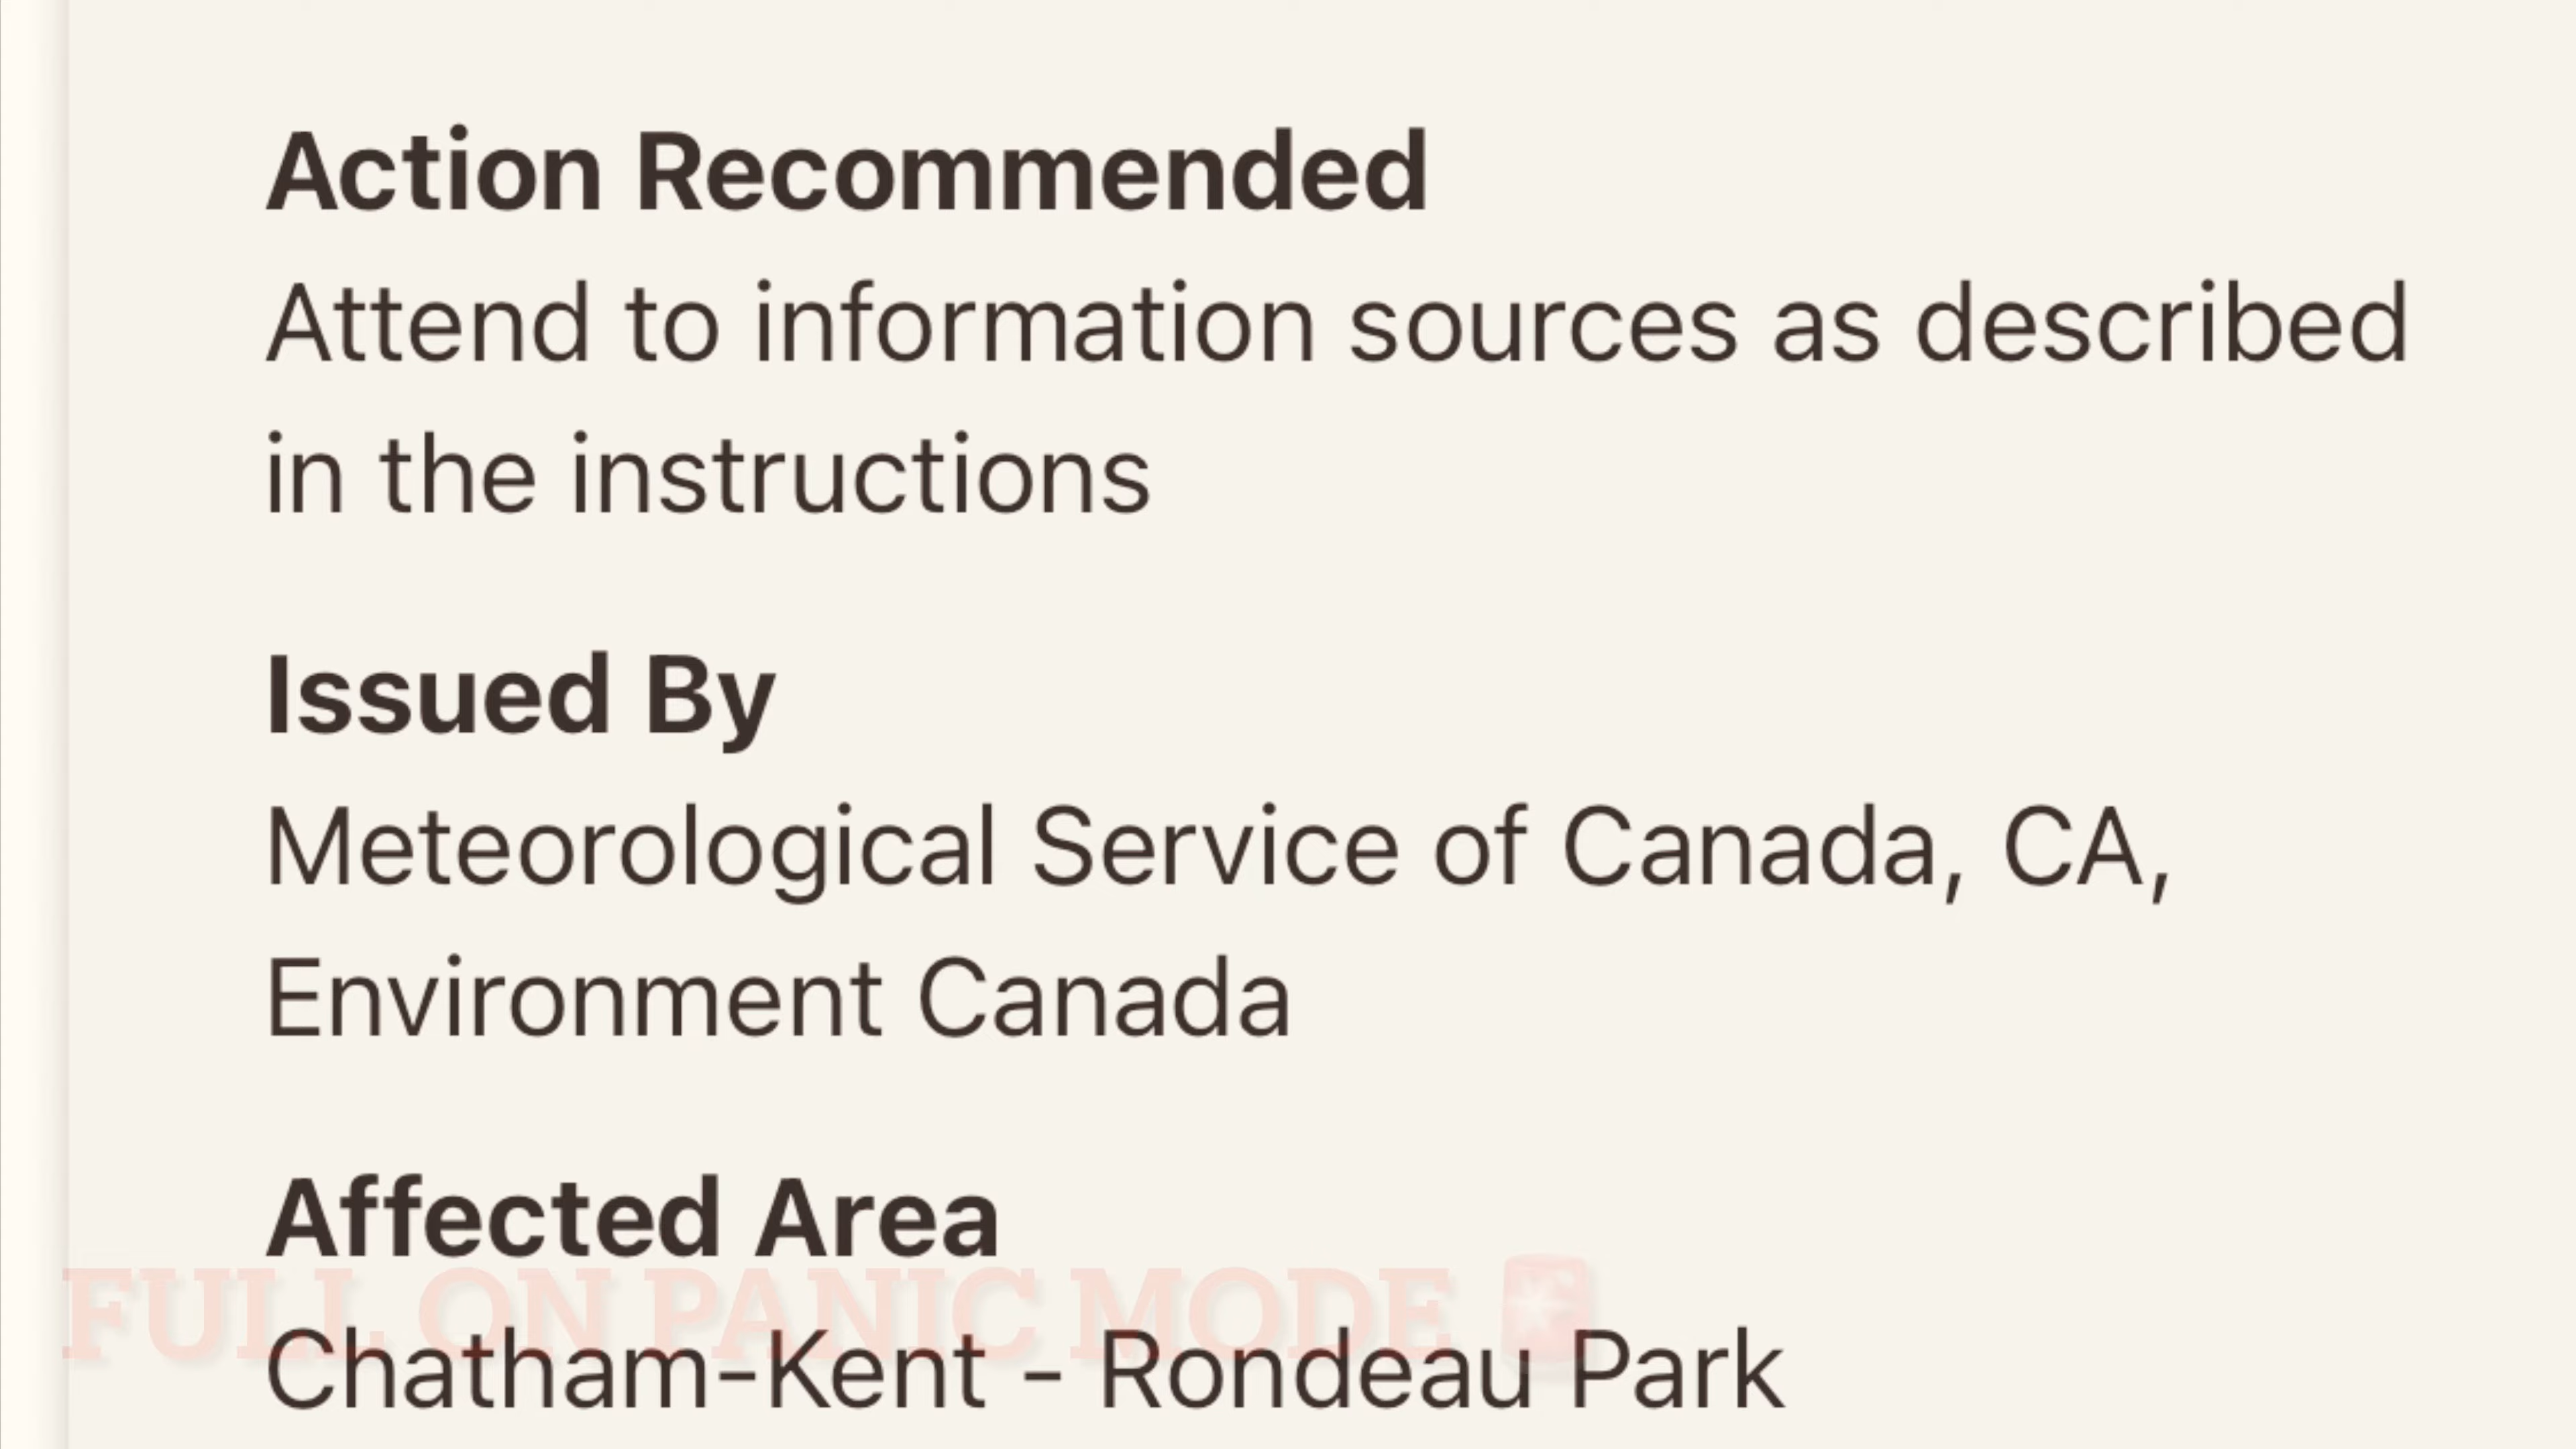 Action Recommended
Attend to information sources as described
in the instructions
Issued By
Meteorological Service of Canada, CA,
Environment Canada
Affected Area
FULL ON PANIC MODE 🚨
Chatham-Kent - Rondeau Park